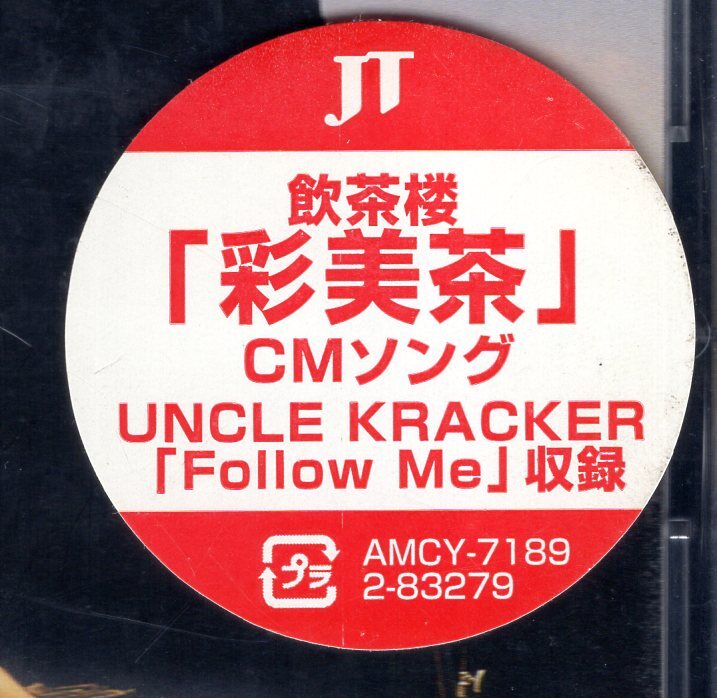 JT
飲茶楼
「彩美茶」
CMソング
UNCLE KRACKER
「Follow Me」収録
プラ
AMCY-7189
2-83279